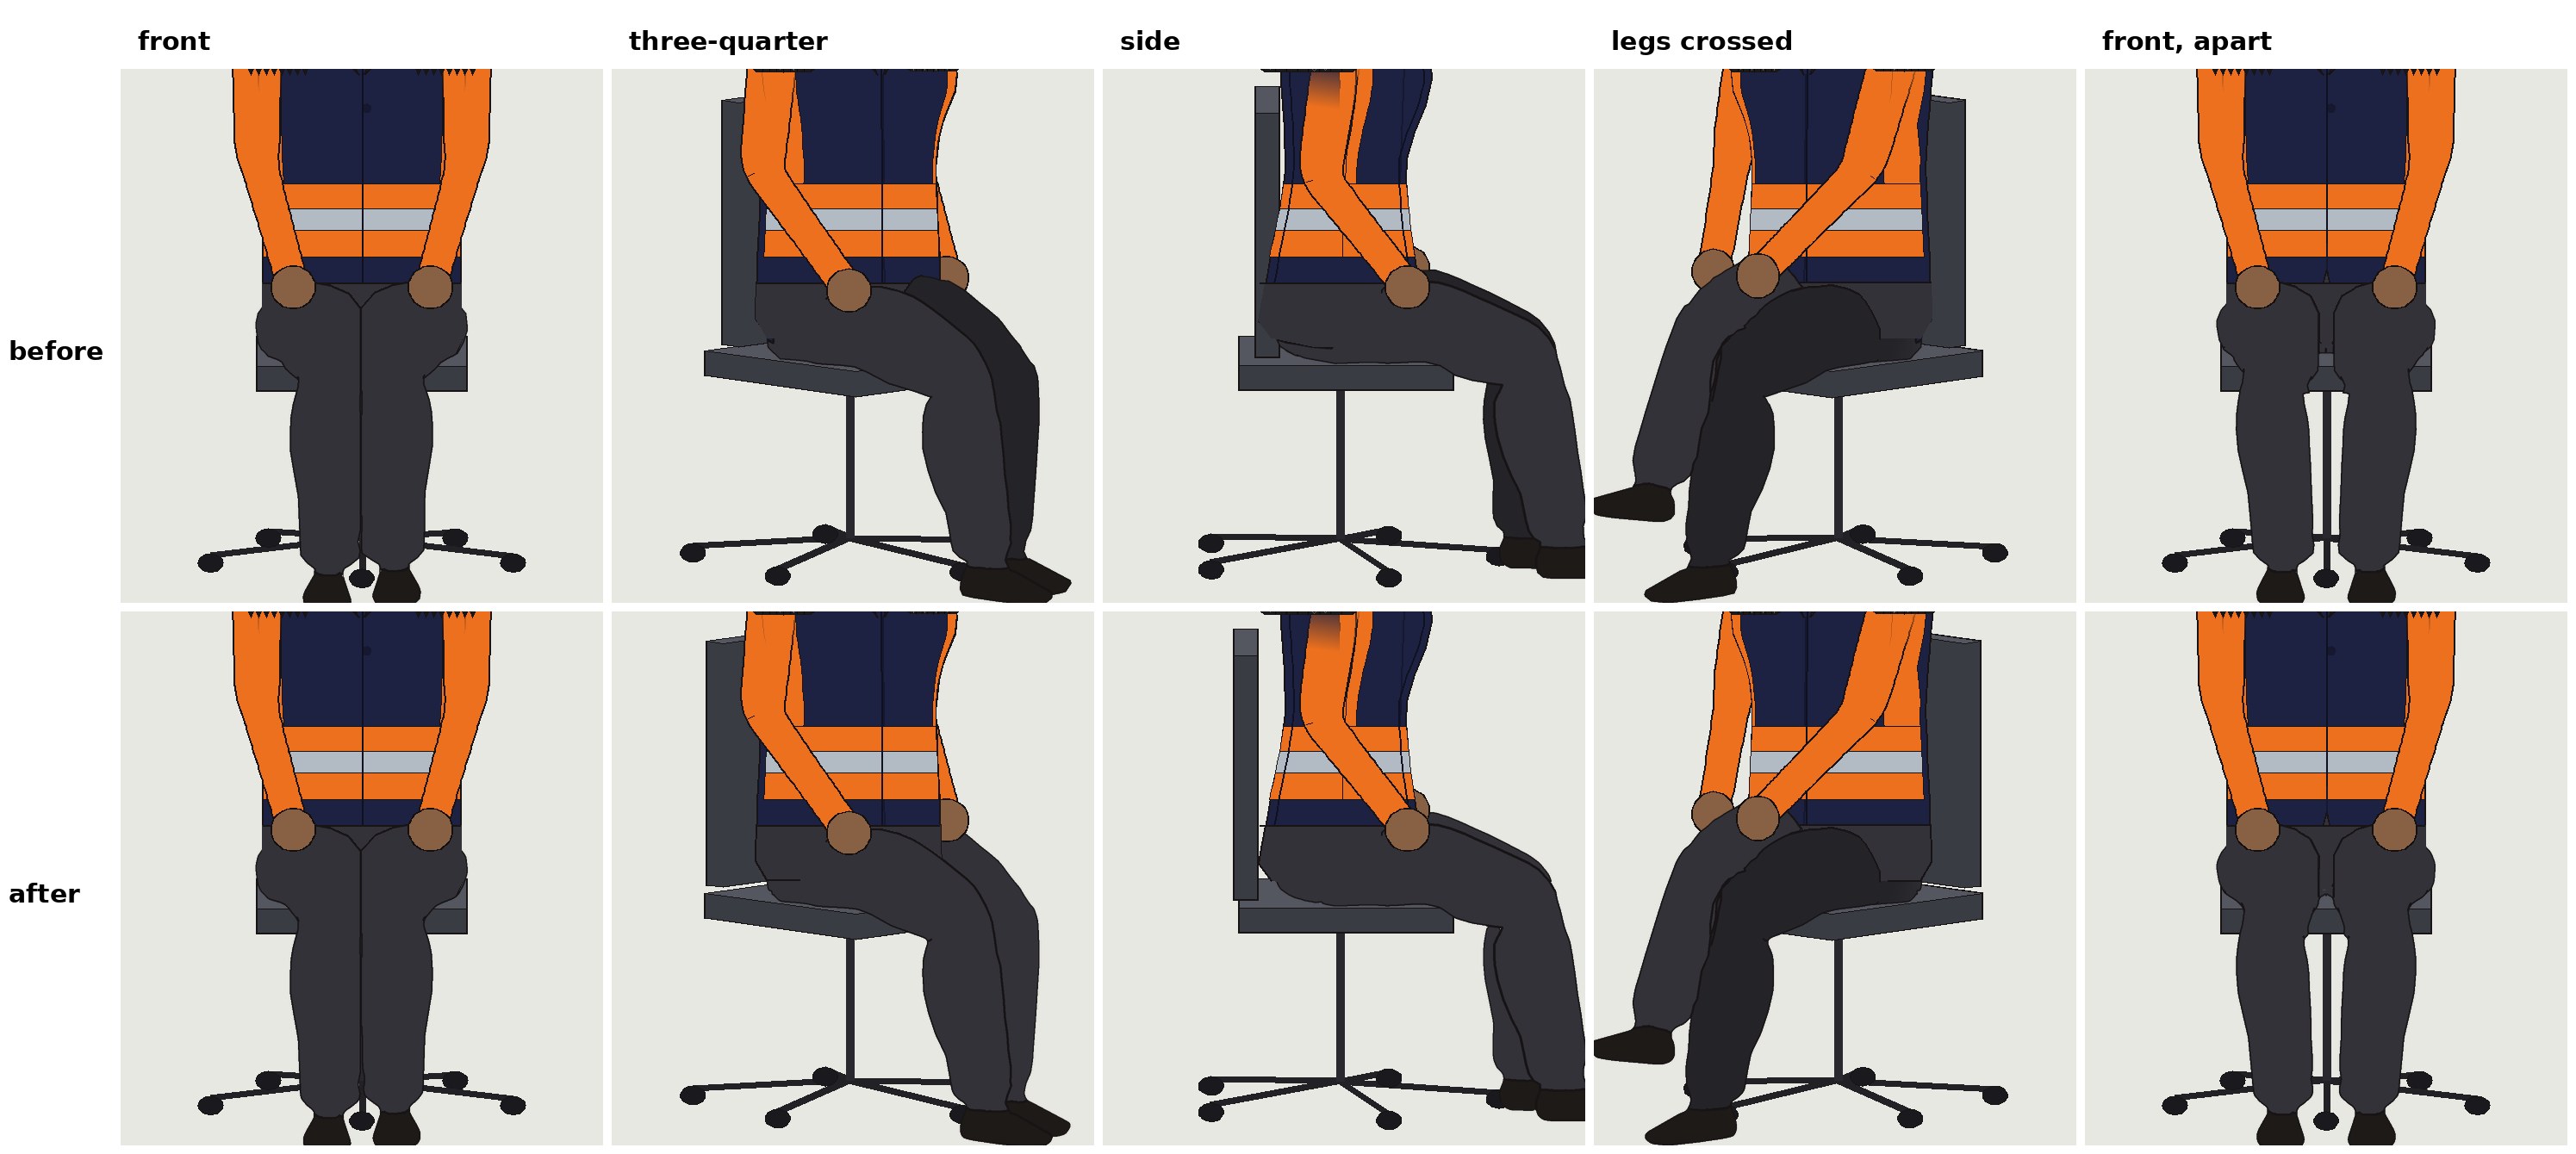 front
three-quarter
side
legs crossed
front, apart
before
after